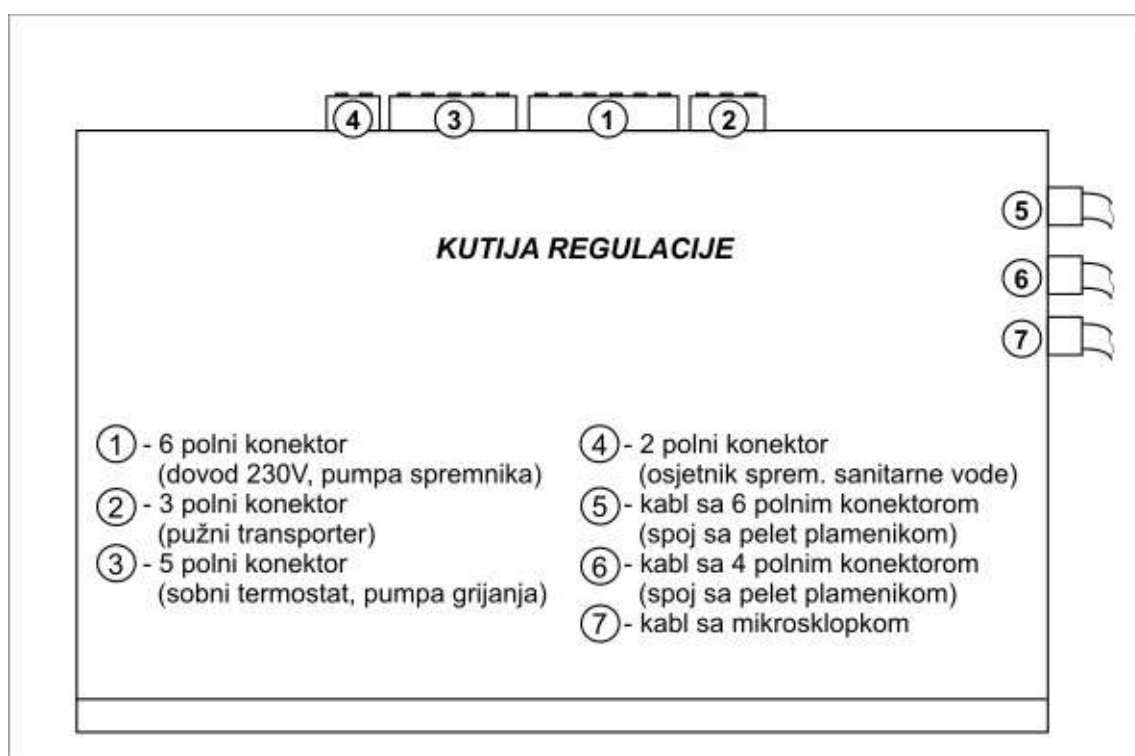 4 3 1 2
5
KUTIJA REGULACIJE
6
7
1 - 6 polni konektor
(dovod 230V, pumpa spremnika)
2 - 3 polni konektor
(pužni transporter)
3 - 5 polni konektor
(sobni termostat, pumpa grijanja)
4 - 2 polni konektor
(osjetnik sprem. sanitarne vode)
5 - kabl sa 6 polnim konektorom
(spoj sa pelet plamenikom)
6 - kabl sa 4 polnim konektorom
(spoj sa pelet plamenikom)
7 - kabl sa mikrosklopkom